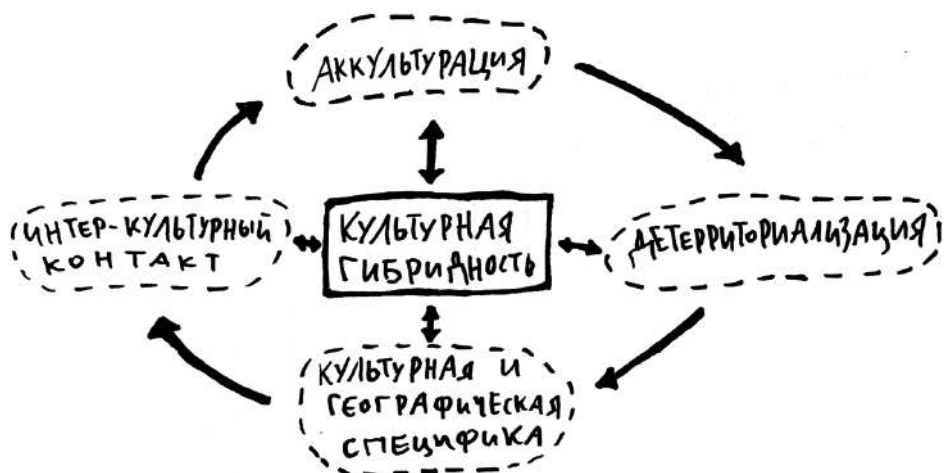 АККУЛЬТУРАЦИЯ
ИНТЕР-КУЛЬТУРНЫЙ
КОНТАКТ
КУЛЬТУРНАЯ
ГИБРИДНОСТЬ
ДЕТЕРРИТОРИАЛИЗАЦИЯ
КУЛЬТУРНАЯ И
ГЕОГРАФИЧЕСКАЯ
СПЕЦИФИКА